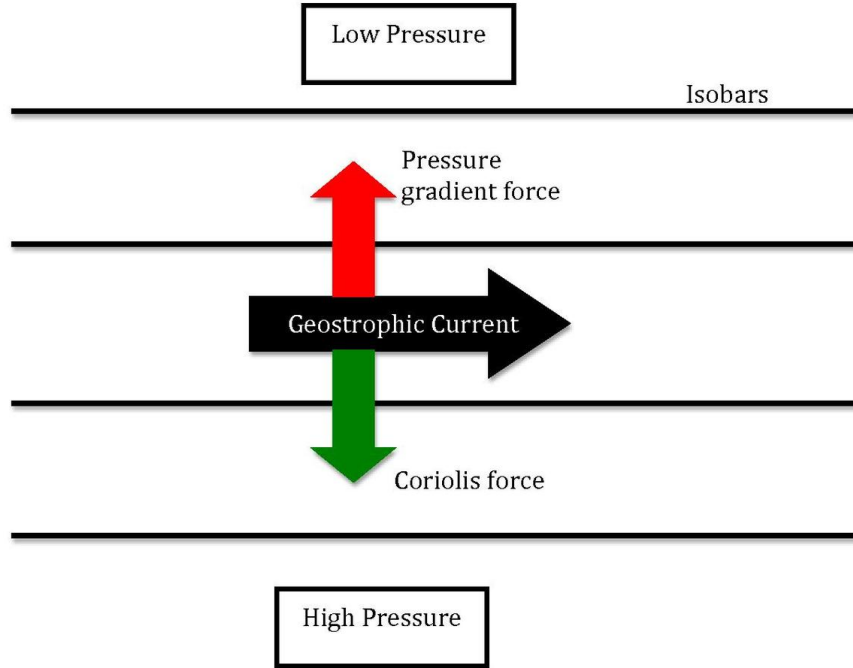 Low Pressure
Isobars
Pressure
gradient force
Geostrophic Current
Coriolis force
High Pressure